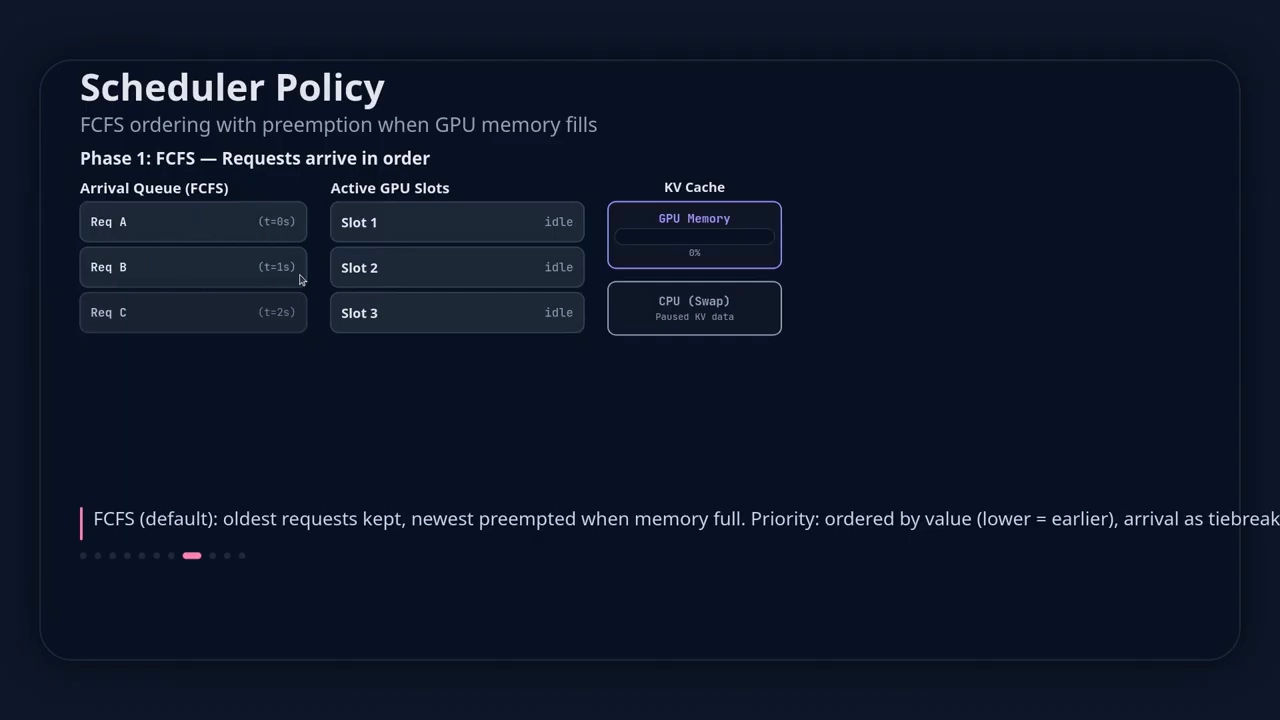 Scheduler Policy
FCFS ordering with preemption when GPU memory fills
Phase 1: FCFS — Requests arrive in order
Arrival Queue (FCFS)
Req A (t=0s)
Req B (t=1s)
Req C (t=2s)
Active GPU Slots
Slot 1 idle
Slot 2 idle
Slot 3 idle
KV Cache
GPU Memory
0%
CPU (Swap)
Paused KV data
FCFS (default): oldest requests kept, newest preempted when memory full. Priority: ordered by value (lower = earlier), arrival as tiebreak